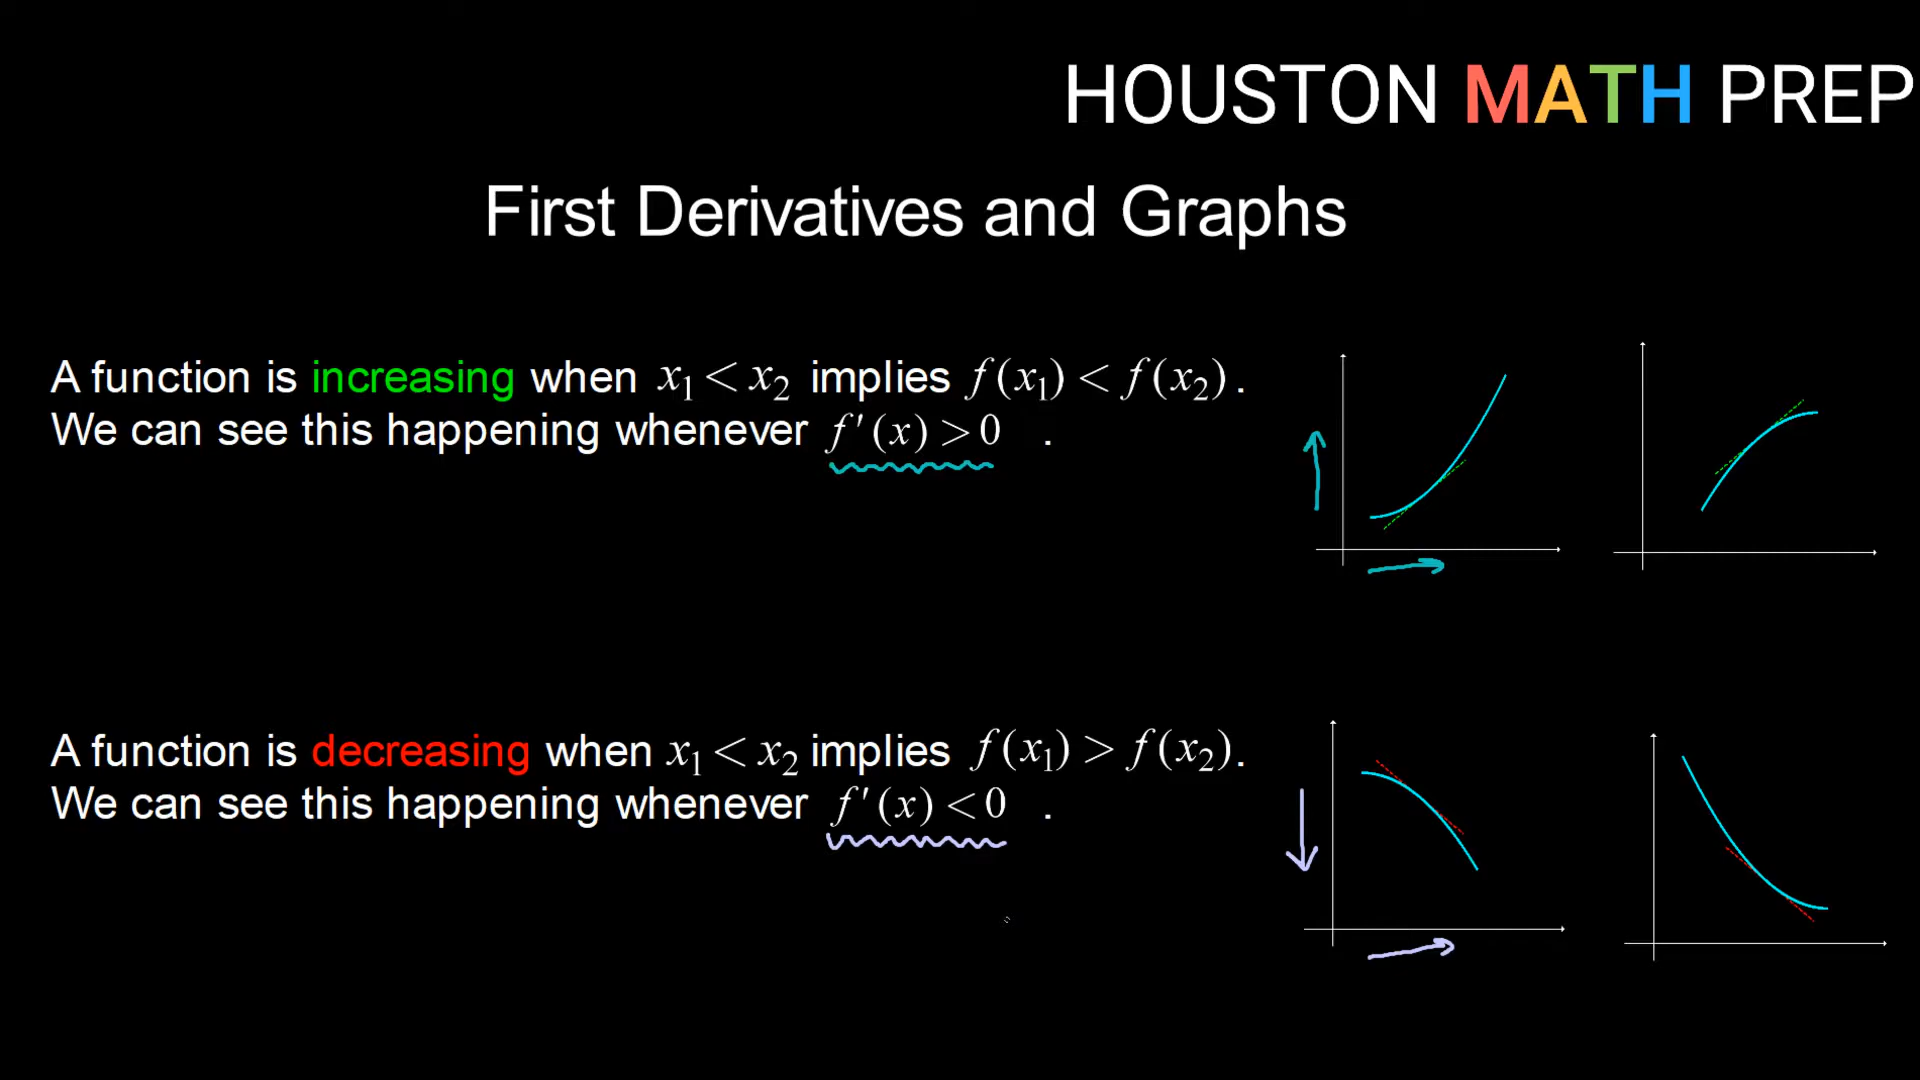 HOUSTON MATH PREP
First Derivatives and Graphs
A function is increasing when x₁ < x₂ implies f(x₁) < f(x₂).
We can see this happening whenever f'(x) > 0 .
A function is decreasing when x₁ < x₂ implies f(x₁) > f(x₂).
We can see this happening whenever f'(x) < 0 .